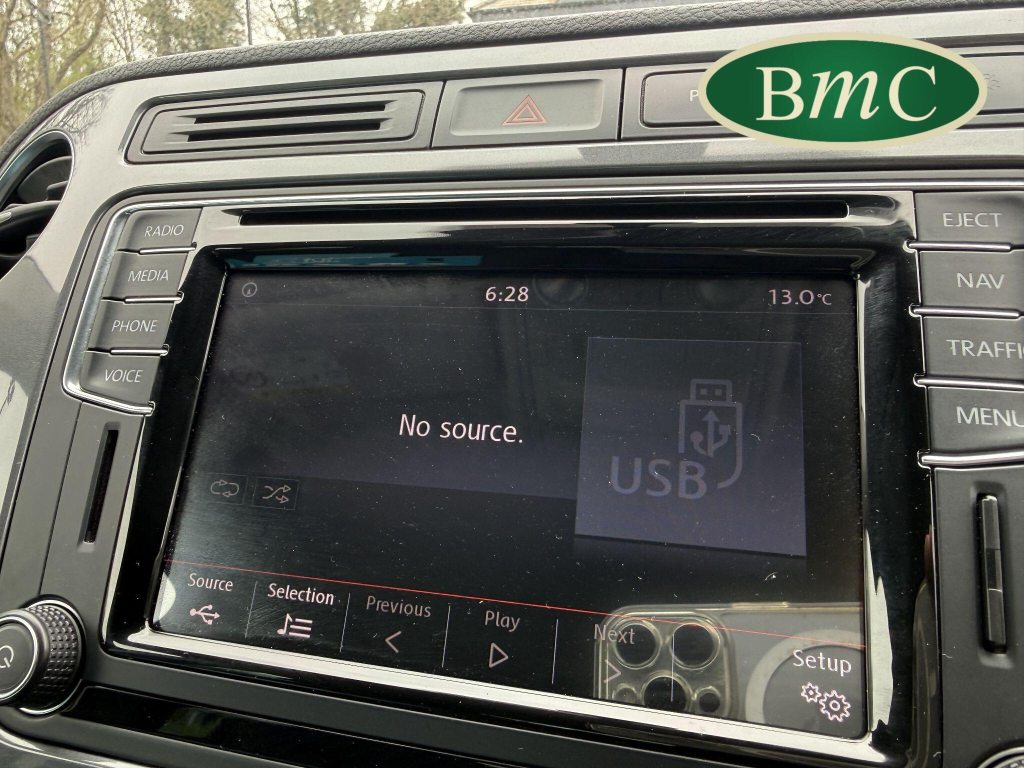 BmC
P
RADIO
MEDIA
PHONE
VOICE
EJECT
NAV
TRAFFIC
MENU
6:28
13.0°C
No source.
USB
Source
Selection
Previous
Play
Next
Setup